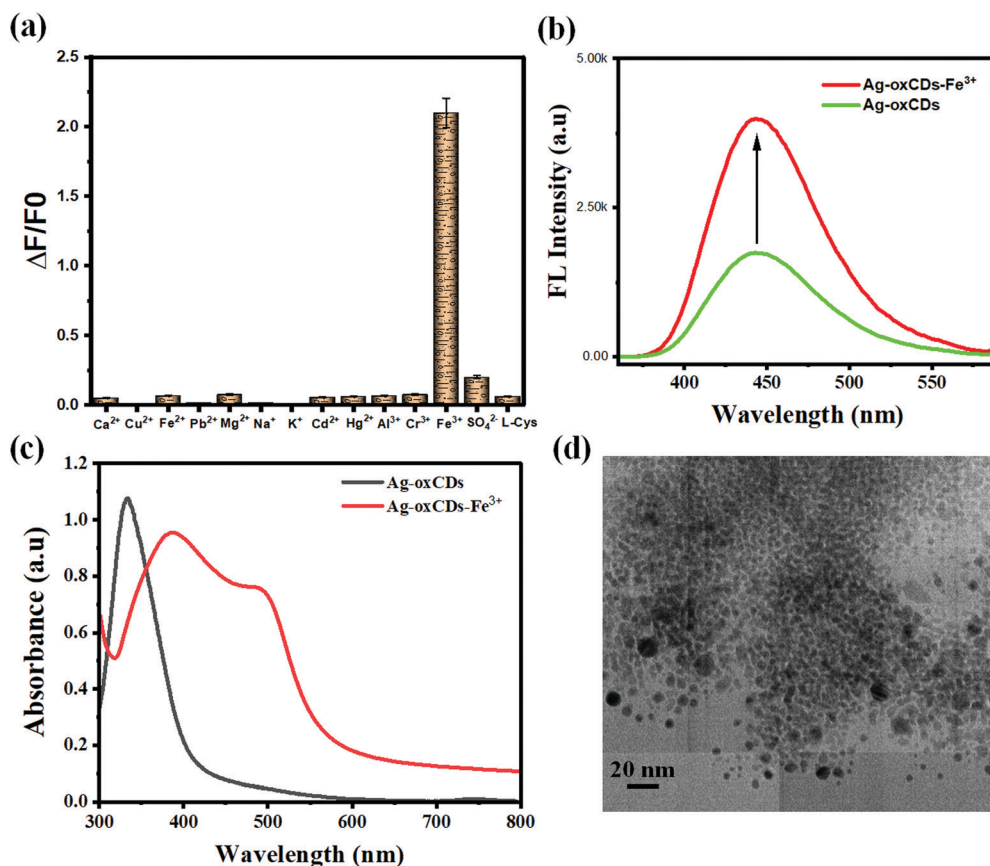 (a)
2.5
2.0
1.5
1.0
0.5
0.0
ΔF/F0
Ca²⁺ Cu²⁺ Fe²⁺ Pb²⁺ Mg²⁺ Na⁺ K⁺ Cd²⁺ Hg²⁺ Al³⁺ Cr³⁺ Fe³⁺ SO₄²⁻ L-Cys
(b)
5.00k
2.50k
0.00
FL Intensity (a.u)
Ag-oxCDs-Fe³⁺
Ag-oxCDs
400 450 500 550
Wavelength (nm)
(c)
1.2
1.0
0.8
0.6
0.4
0.2
0.0
Absorbance (a.u)
Ag-oxCDs
Ag-oxCDs-Fe³⁺
300 400 500 600 700 800
Wavelength (nm)
(d)
20 nm